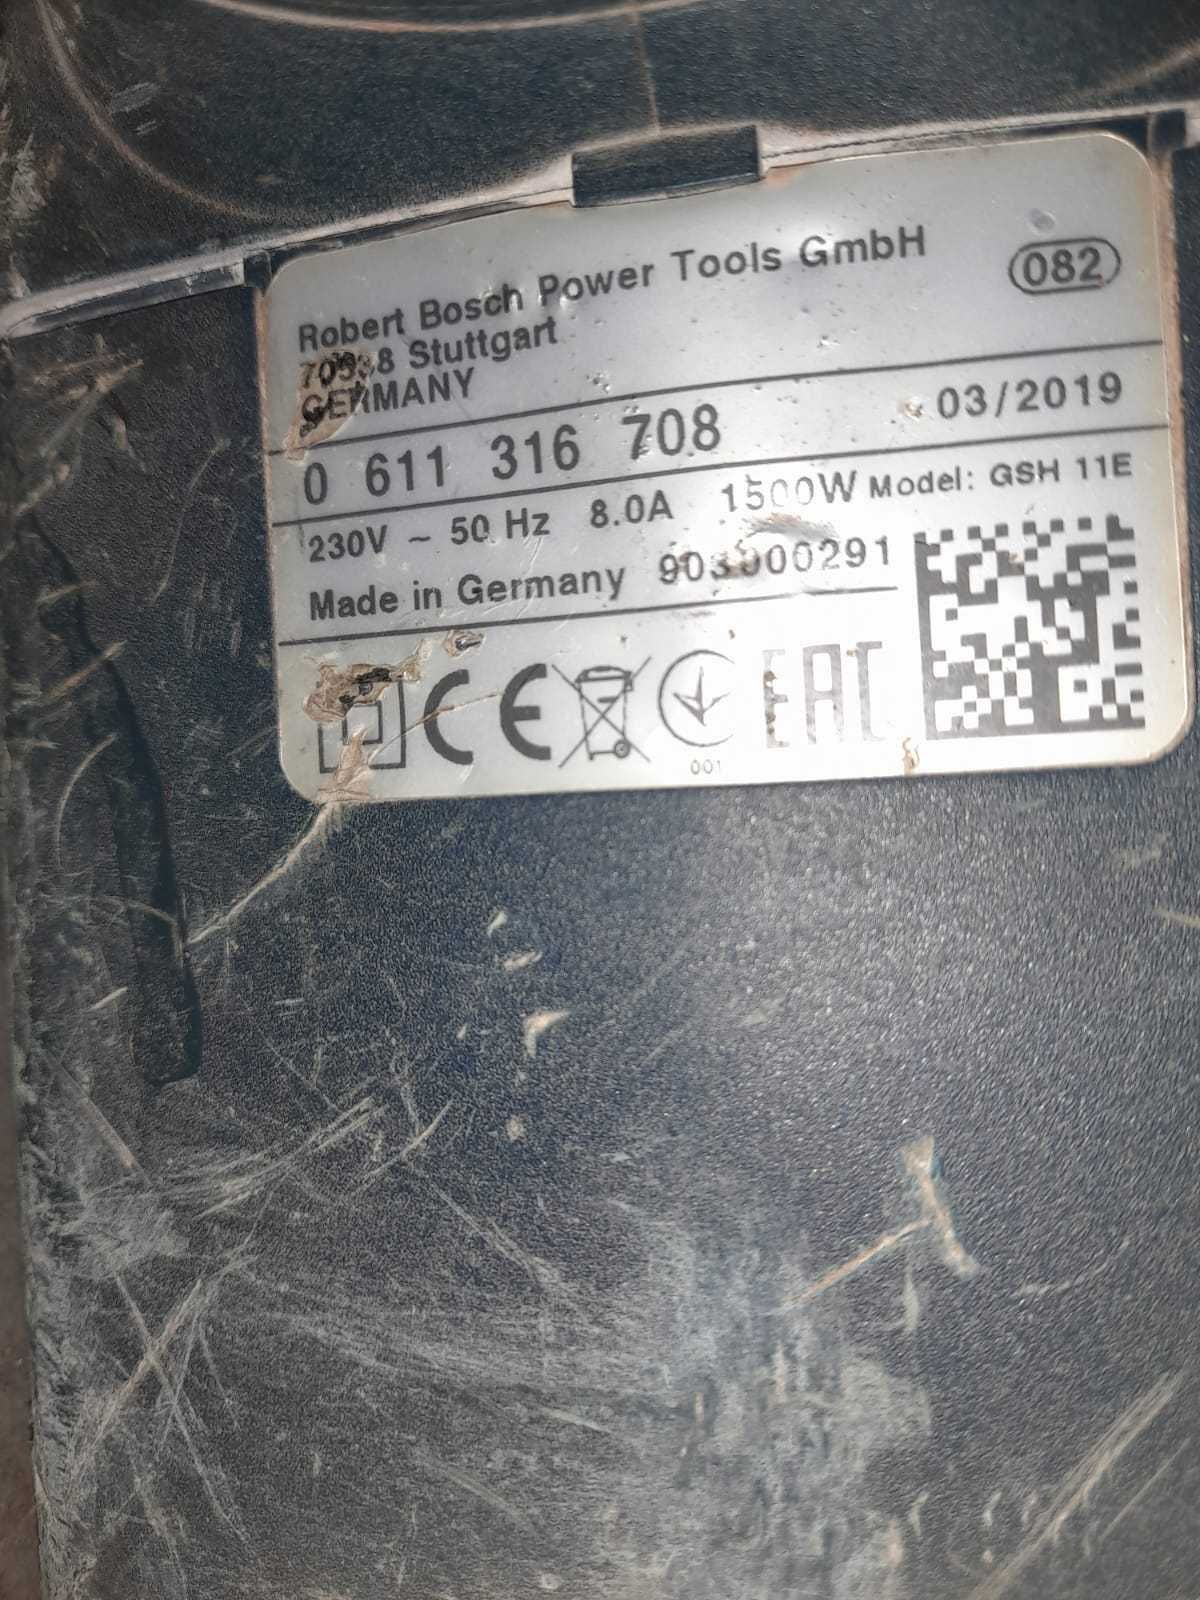 Robert Bosch Power Tools GmbH
082
Stuttgart
GERMANY
0 611 316 708
03/2019
230V ~ 50 Hz 8.0A 1500W Model: GSH 11E
Made in Germany
CE
001
EAC